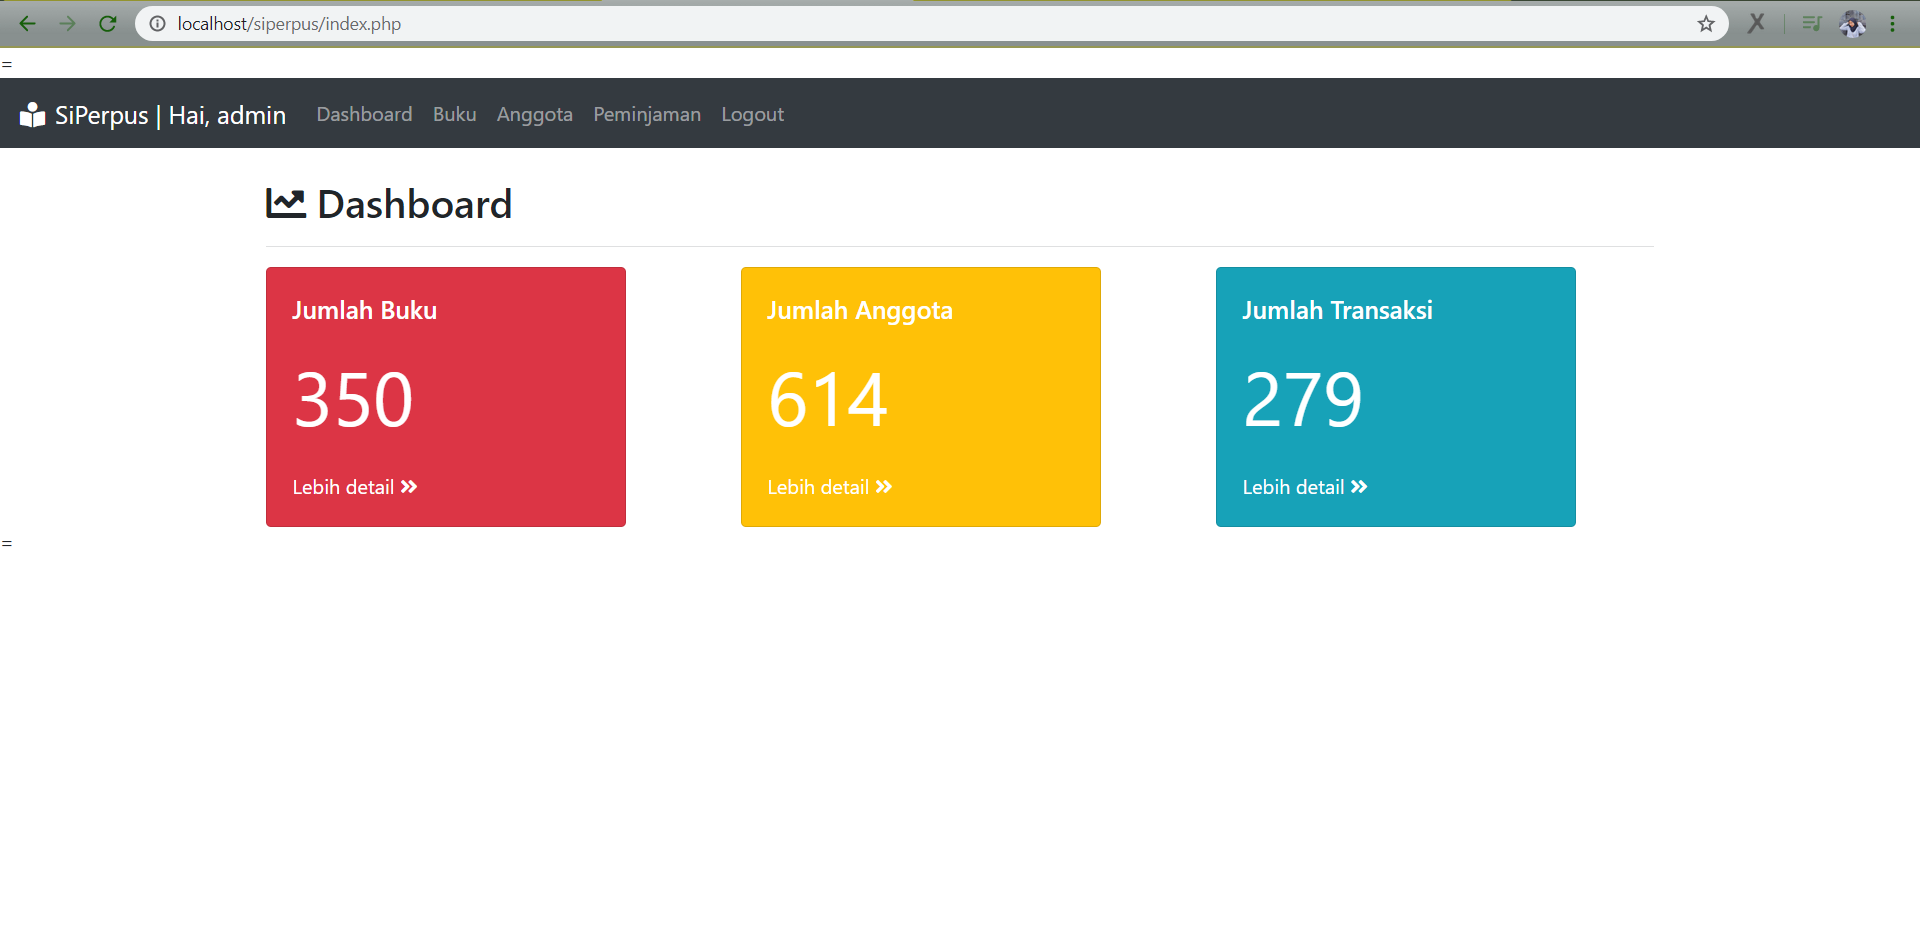 localhost/siperpus/index.php
=
SiPerpus | Hai, admin Dashboard Buku Anggota Peminjaman Logout
Dashboard
Jumlah Buku
350
Lebih detail »
Jumlah Anggota
614
Lebih detail »
Jumlah Transaksi
279
Lebih detail »
=